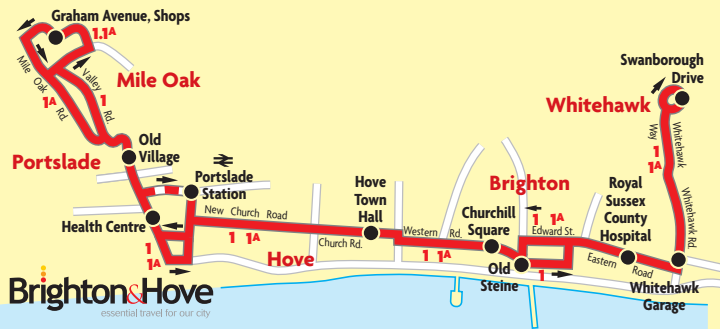 Graham Avenue, Shops
1.1A
Mile Oak Rd.
1A
Valley Rd.
1
Mile Oak
Swanborough
Drive
Whitehawk
Whitehawk Way
1
1A
Whitehawk Rd.
Old
Village
Portslade
Portslade
Station
Health Centre
1
1A
New Church Road
1 1A
Hove
Town
Hall
Church Rd.
Hove
Western Rd.
1 1A
Brighton
Churchill
Square
1 1A
Edward St.
Old
Steine
1
Royal
Sussex
County
Hospital
Eastern Road
Whitehawk
Garage
Brighton&Hove
essential travel for our city